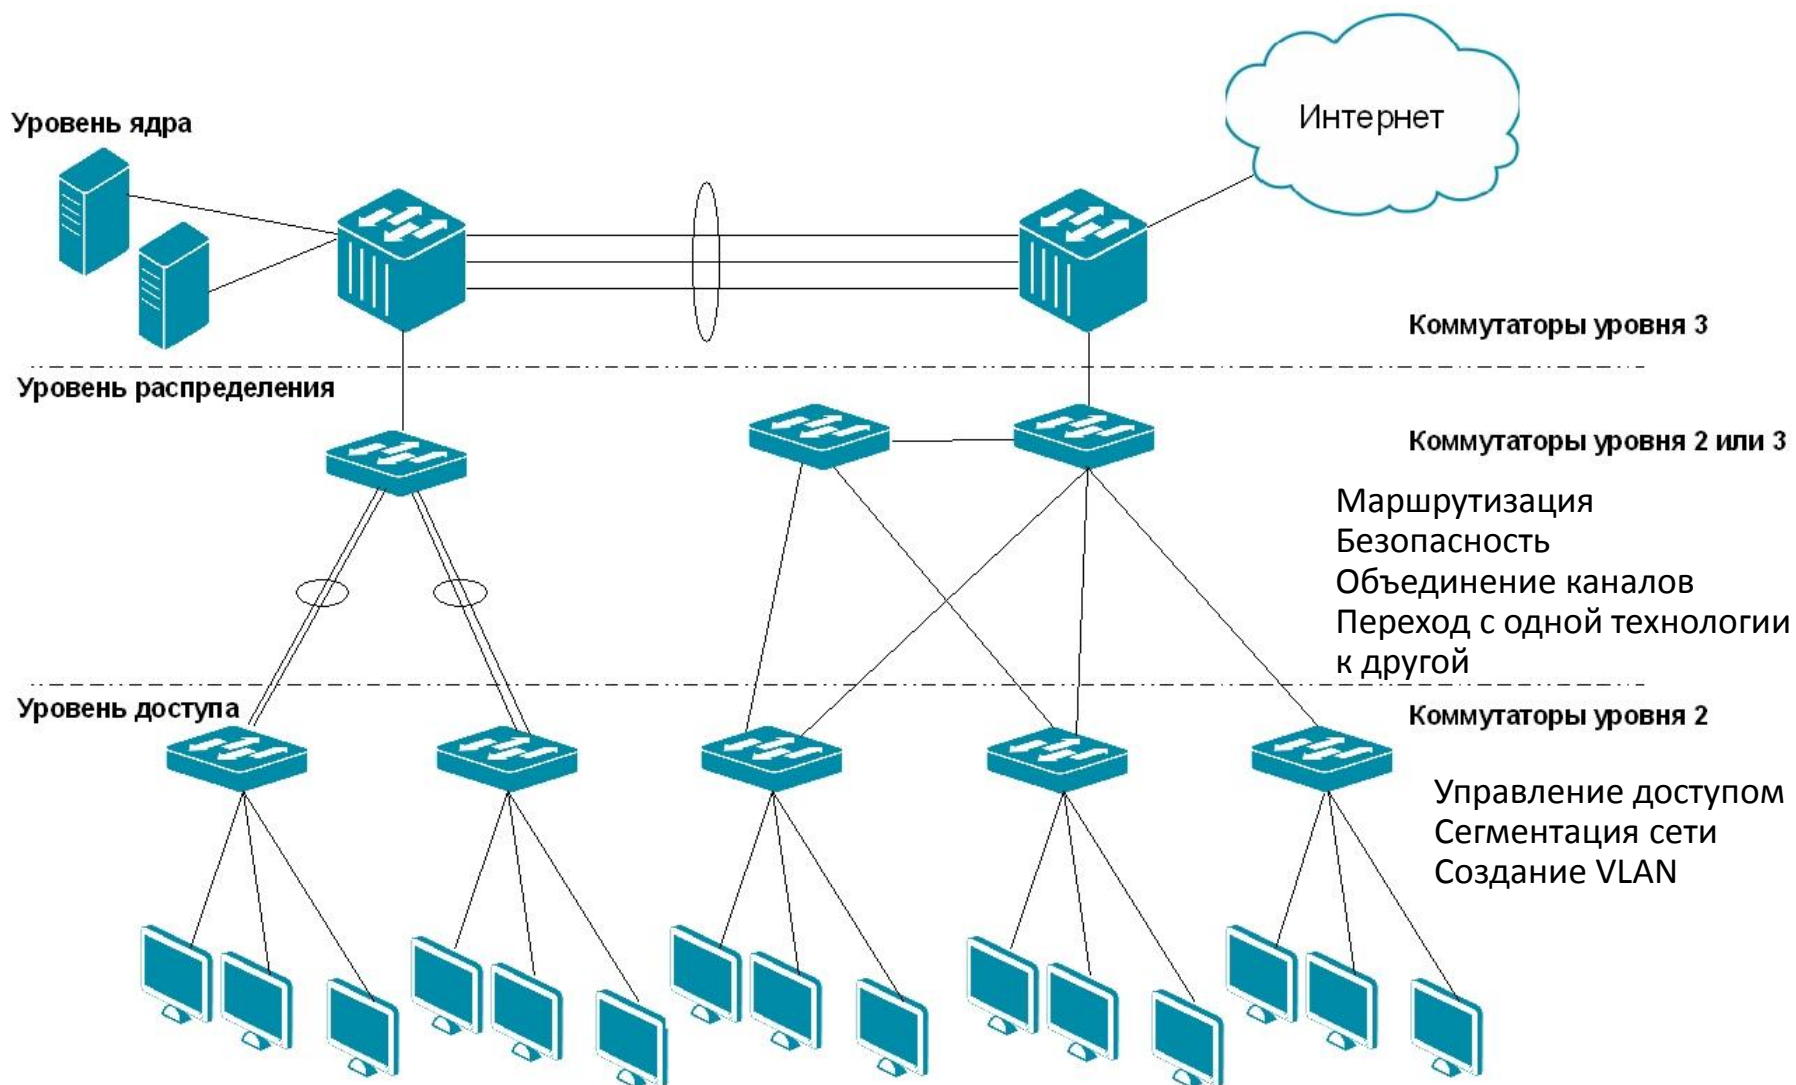 Интернет
Уровень ядра
Коммутаторы уровня 3
Уровень распределения
Коммутаторы уровня 2 или 3
Маршрутизация
Безопасность
Объединение каналов
Переход с одной технологии
к другой
Уровень доступа
Коммутаторы уровня 2
Управление доступом
Сегментация сети
Создание VLAN